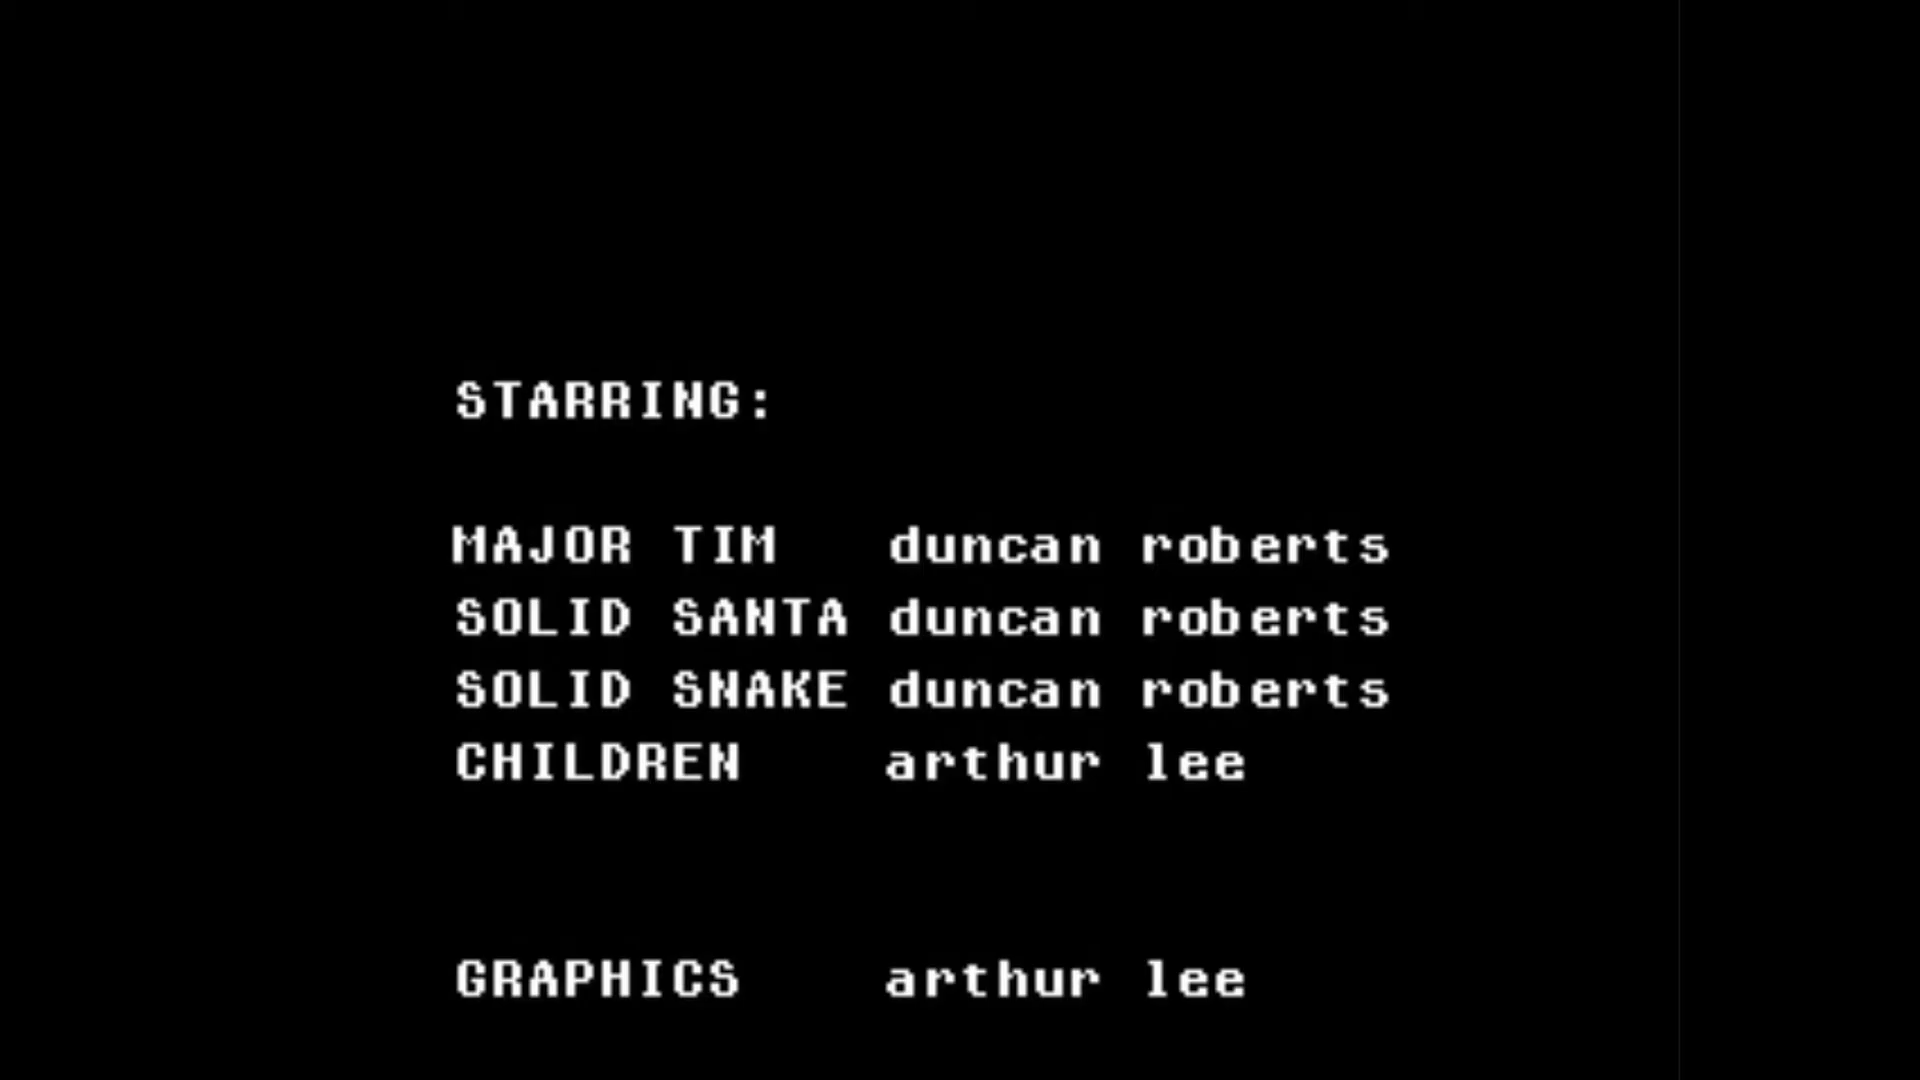 STARRING:
MAJOR TIM duncan roberts
SOLID SANTA duncan roberts
SOLID SNAKE duncan roberts
CHILDREN arthur lee
GRAPHICS arthur lee